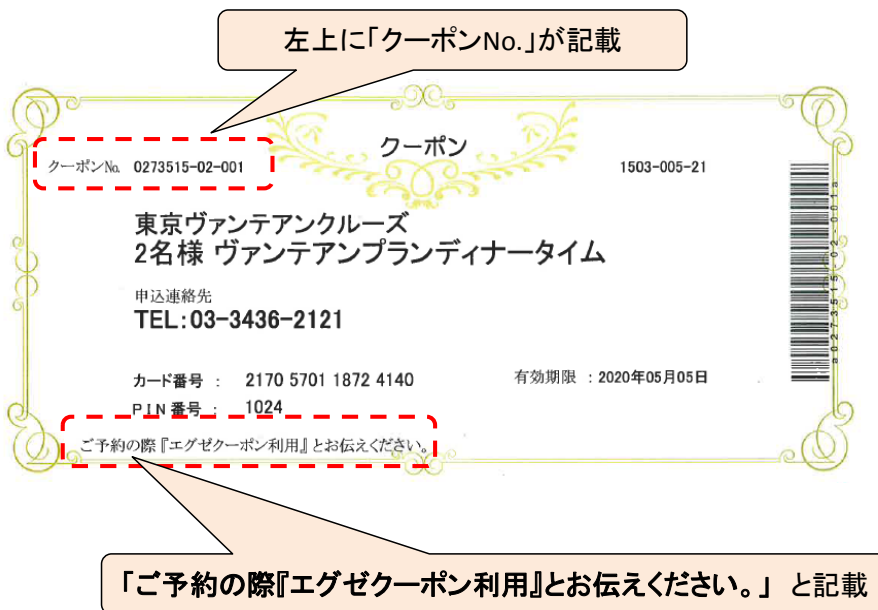 左上に「クーポンNo.」が記載
クーポン
クーポン№ 0273515-02-001
1503-005-21
東京ヴァンテアンクルーズ
2名様 ヴァンテアンプランディナータイム
申込連絡先
TEL:03-3436-2121
カード番号 : 2170 5701 1872 4140
有効期限 :2020年05月05日
PIN番号 : 1024
ご予約の際『エグゼクーポン利用』とお伝えください。
a0273515-02-001a
「ご予約の際『エグゼクーポン利用』とお伝えください。」と記載